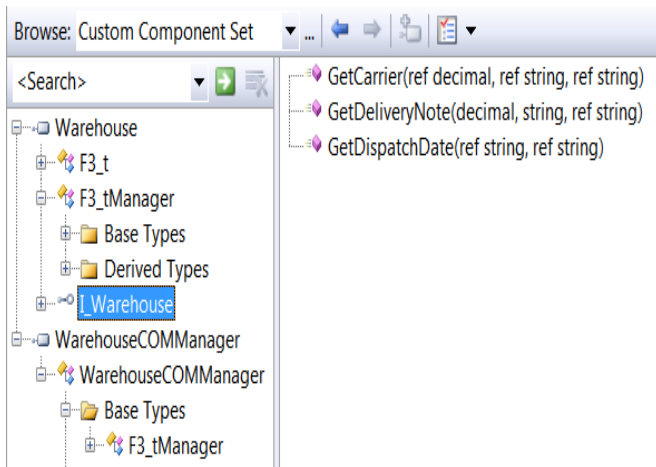 Browse: Custom Component Set ...
<Search>
Warehouse
F3_t
F3_tManager
Base Types
Derived Types
I_Warehouse
WarehouseCOMManager
WarehouseCOMManager
Base Types
F3_tManager
GetCarrier(ref decimal, ref string, ref string)
GetDeliveryNote(decimal, string, ref string)
GetDispatchDate(ref string, ref string)